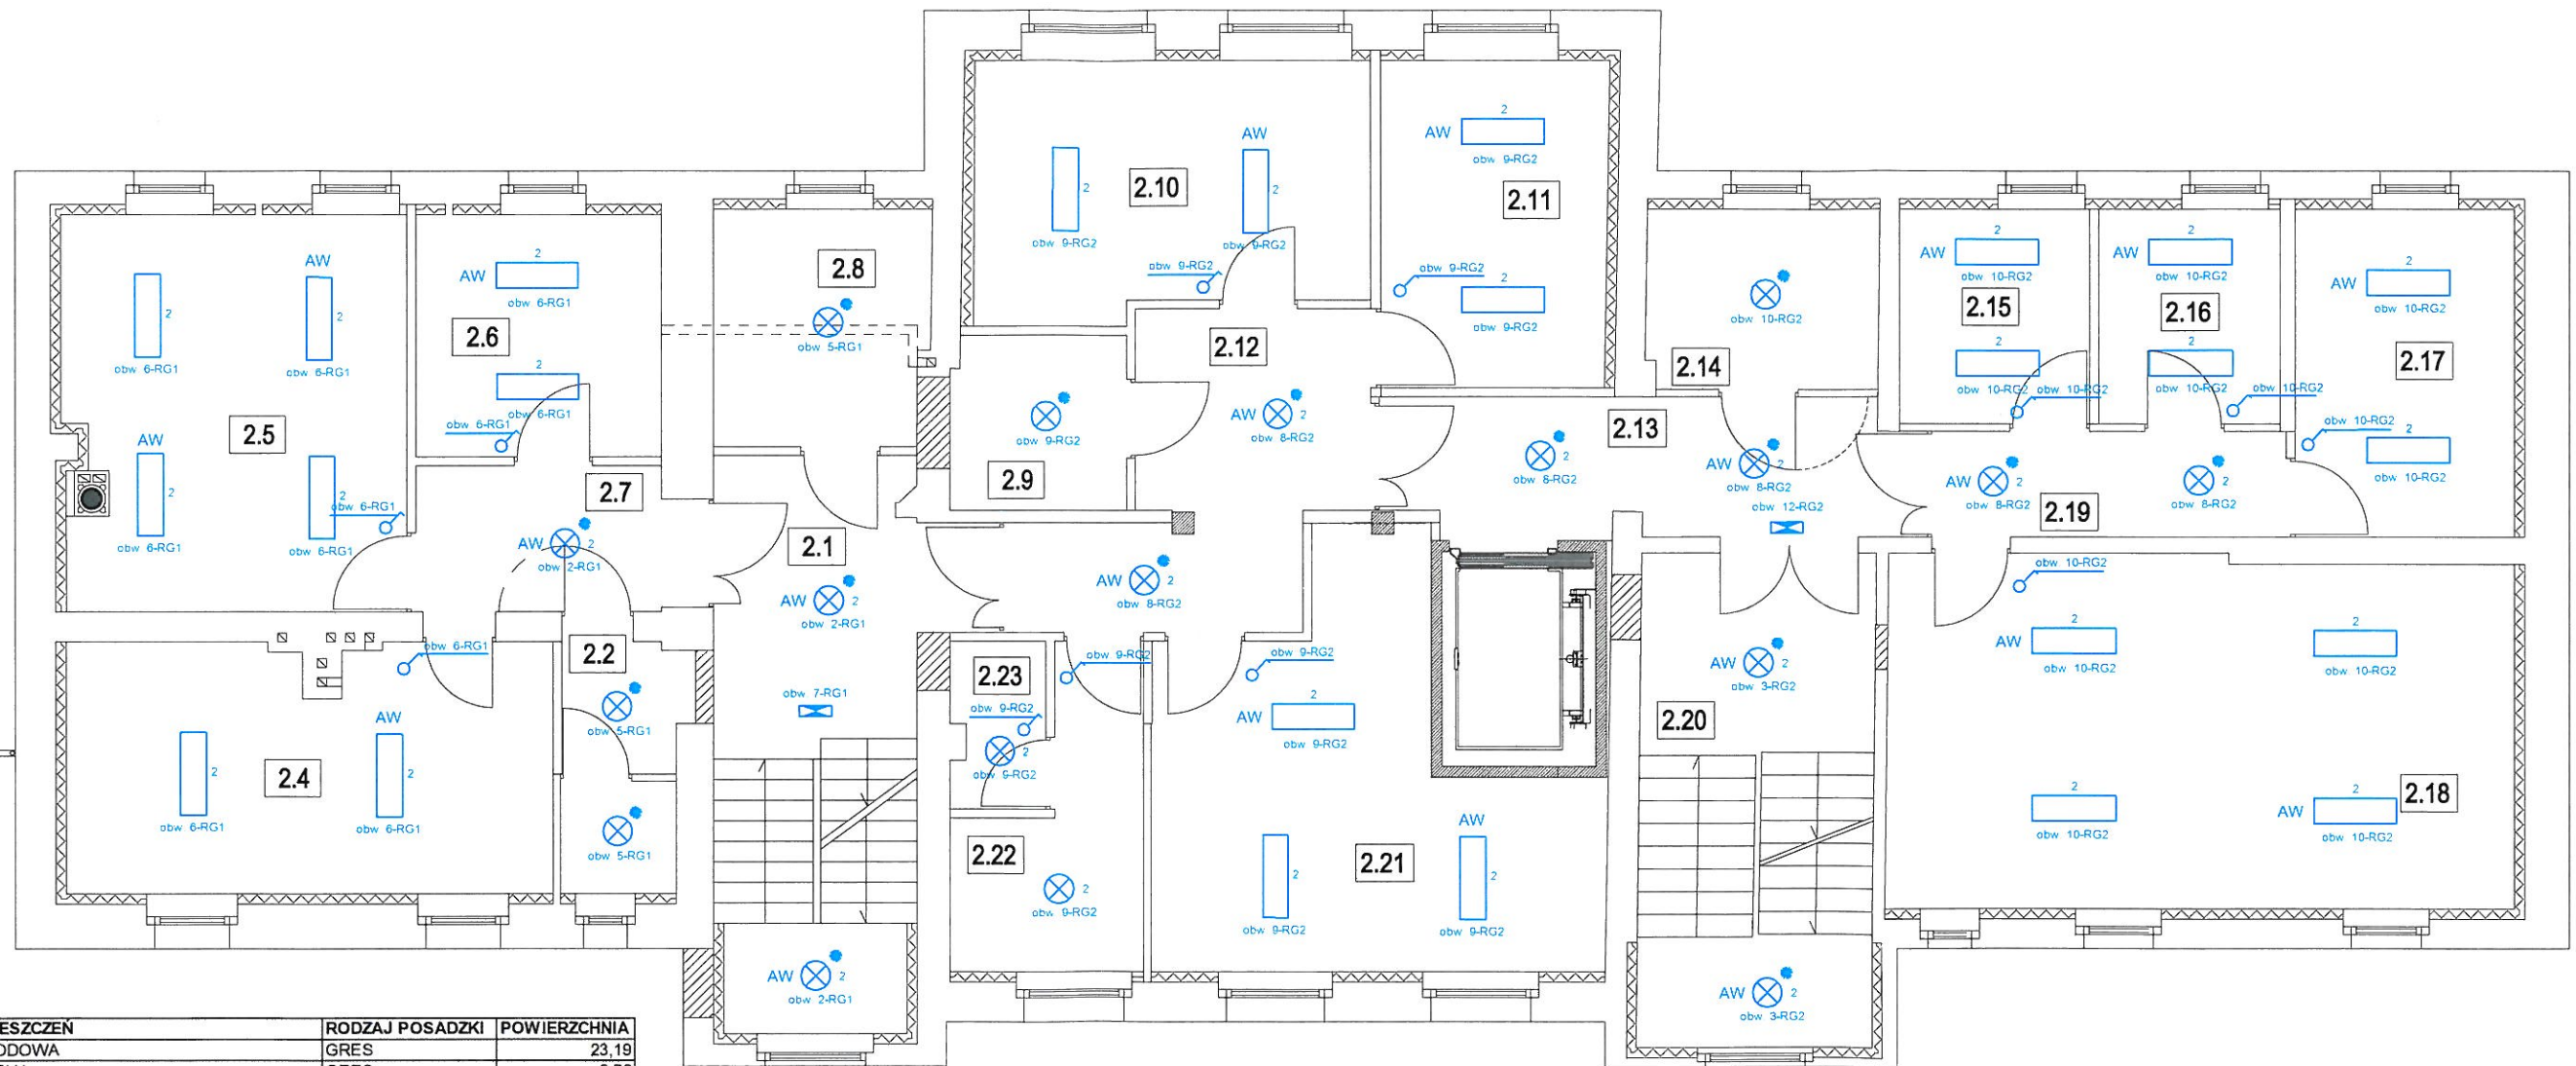 AW
2
obw 9-RG2
2.10
AW
2
obw 9-RG2
obw 9-RG2
AW
2
obw 9-RG2
2.11
obw 9-RG2
2
obw 9-RG2
2
obw 6-RG1
AW
2
obw 6-RG1
2.5
AW
2
obw 6-RG1
2
obw 6-RG1
obw 6-RG1
AW
2
obw 6-RG1
2.6
2
obw 6-RG1
obw 6-RG1
2.7
AW
2
obw 2-RG1
2.8
obw 5-RG1
2.1
AW
2
obw 2-RG1
obw 7-RG1
2.9
obw 9-RG2
2.12
AW
2
obw 8-RG2
2.13
2
obw 8-RG2
AW
2
obw 8-RG2
obw 12-RG2
2.14
obw 10-RG2
AW
2
obw 10-RG2
2.15
2
obw 10-RG2
obw 10-RG2
AW
2
obw 10-RG2
2.16
2
obw 10-RG2
obw 10-RG2
AW
2
obw 10-RG2
2.17
obw 10-RG2
2
obw 10-RG2
AW
2
obw 8-RG2
2.19
2
obw 8-RG2
AW
2
obw 8-RG2
2.2
obw 5-RG1
obw 5-RG1
obw 6-RG1
2
obw 6-RG1
2.4
AW
2
obw 6-RG1
2.23
obw 9-RG2
obw 9-RG2
2
obw 9-RG2
2.22
2
obw 9-RG2
obw 9-RG2
AW
2
obw 9-RG2
2.21
2
obw 9-RG2
AW
2
obw 9-RG2
AW
2
obw 3-RG2
2.20
obw 10-RG2
AW
2
obw 10-RG2
2
obw 10-RG2
2
obw 10-RG2
AW
2
obw 10-RG2
2.18
AW
2
obw 2-RG1
AW
2
obw 3-RG2
ESZCZEŃ RODZAJ POSADZKI POWIERZCHNIA
ODOWA GRES 23,19